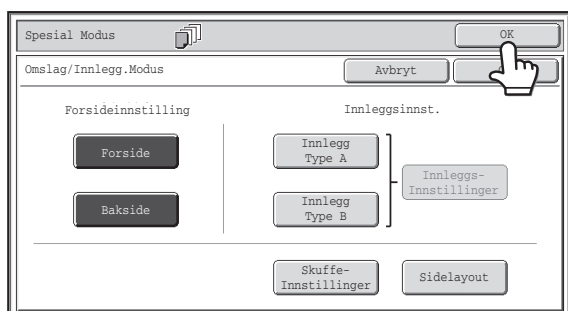 Spesial Modus
OK
Omslag/Innlegg.Modus
Avbryt
Forsideinnstilling
Innleggsinnst.
Forside
Innlegg
Type A
Innleggs-
Innstillinger
Bakside
Innlegg
Type B
Skuffe-
Innstillinger
Sidelayout